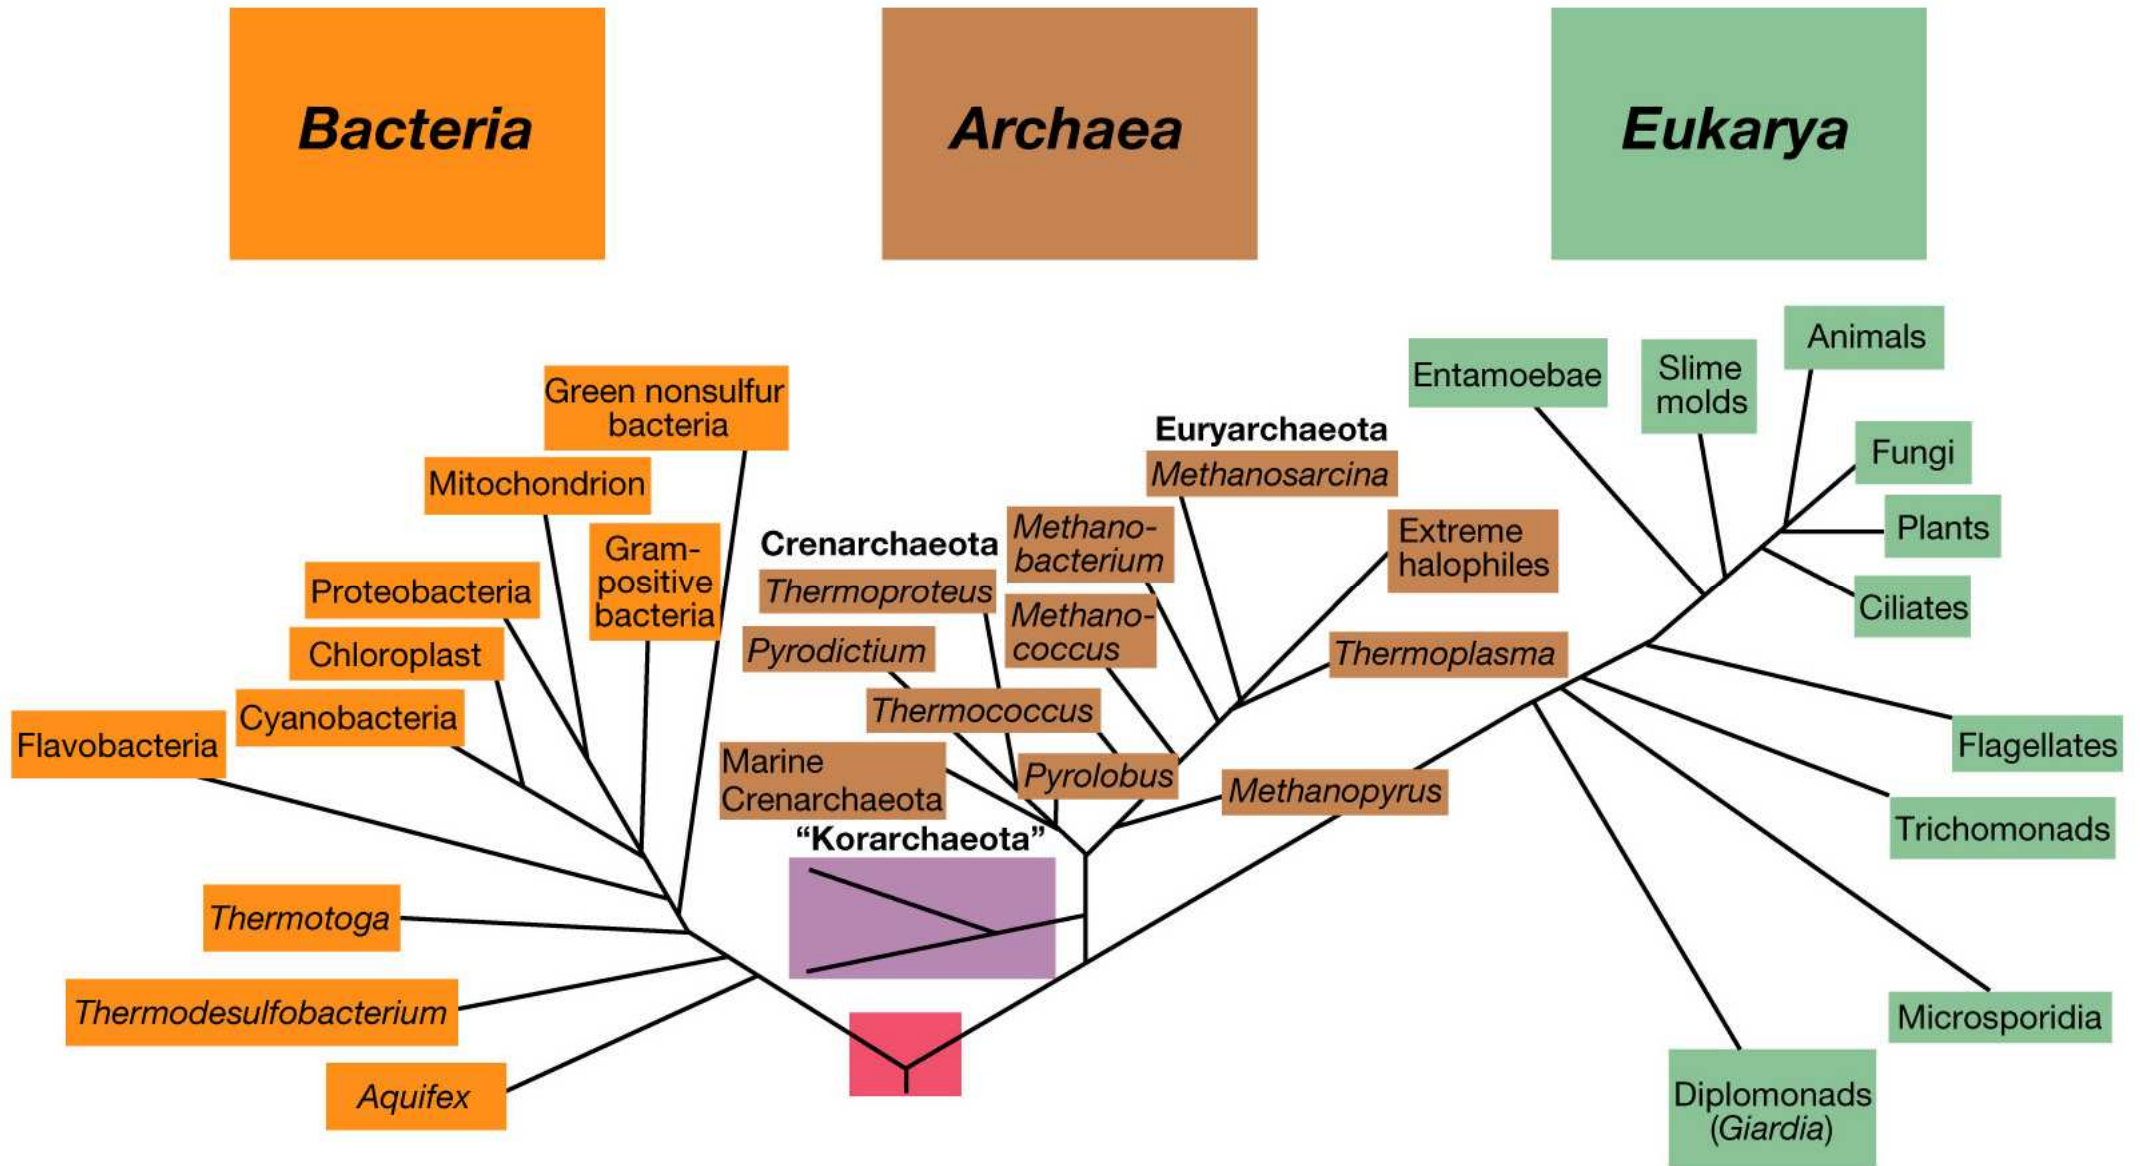 Bacteria
Archaea
Eukarya
Green nonsulfur
bacteria
Mitochondrion
Gram-
positive
bacteria
Proteobacteria
Chloroplast
Cyanobacteria
Flavobacteria
Thermotoga
Thermodesulfobacterium
Aquifex
Crenarchaeota
Thermoproteus
Pyrodictium
Thermococcus
Marine
Crenarchaeota
Pyrolobus
“Korarchaeota”
Euryarchaeota
Methanosarcina
Methano-
bacterium
Methano-
coccus
Extreme
halophiles
Thermoplasma
Methanopyrus
Entamoebae
Slime
molds
Animals
Fungi
Plants
Ciliates
Flagellates
Trichomonads
Microsporidia
Diplomonads
(Giardia)